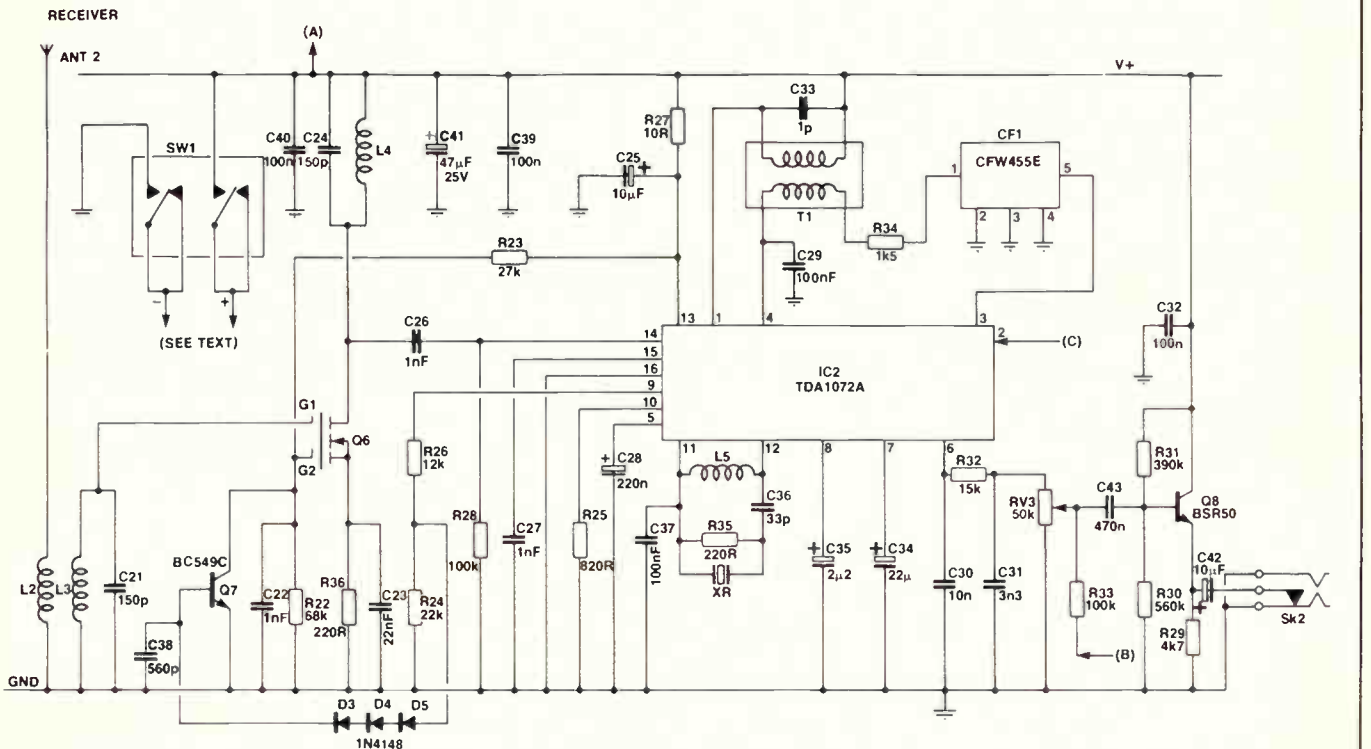 RECEIVER
ANT 2
(A)
V+
SW1
C40
100n
C24
150p
L4
C41
47µF
25V
C39
100n
C25
10µF
R27
10R
C33
1p
T1
R34
1k5
CF1
CFW455E
1
5
2
3
4
R23
27k
C29
100nF
(SEE TEXT)
C26
1nF
13
1
4
3
14
15
16
9
10
5
2
(C)
IC2
TDA1072A
C32
100n
G1
G2
Q6
R26
12k
C28
220n
11
12
8
7
6
L5
R32
15k
R31
390k
Q8
BSR50
RV3
50k
C43
470n
C42
10µF
L2
L3
C21
150p
BC549C
Q7
C22
1nF
R22
68k
R36
220R
C23
22nF
R24
22k
R28
100k
C27
1nF
R25
820R
C37
100nF
R35
220R
XR
C36
33p
C35
2µ2
C34
22µ
C30
10n
C31
3n3
R33
100k
(B)
R30
560k
R29
4k7
Sk2
C38
560p
GND
D3
D4
D5
1N4148